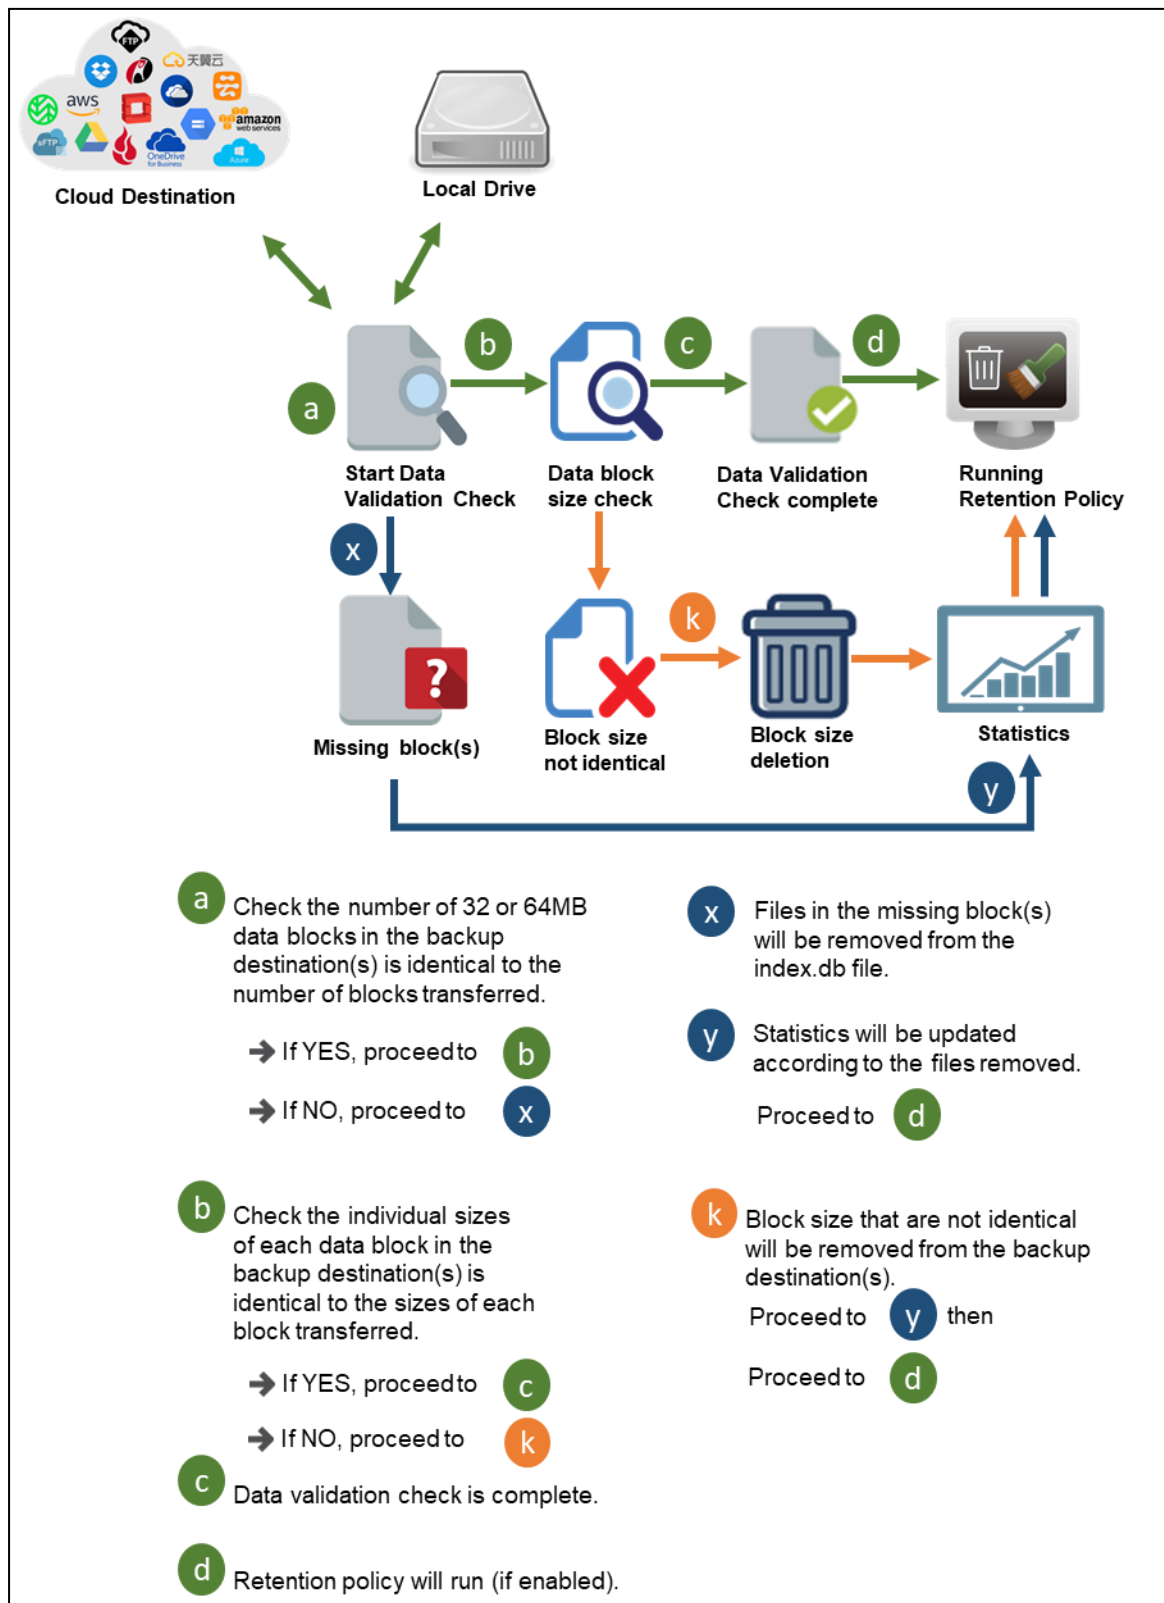 FTP
天翼云
aws
amazon
web services
sFTP
OneDrive
for Business
Azure
Cloud Destination
Local Drive
a
b
c
d
Start Data
Validation Check
Data block
size check
Data Validation
Check complete
Running
Retention Policy
x
k
?
Missing block(s)
Block size
not identical
Block size
deletion
Statistics
y
a
Check the number of 32 or 64MB
data blocks in the backup
destination(s) is identical to the
number of blocks transferred.
➔ If YES, proceed to b
➔ If NO, proceed to x
x
Files in the missing block(s)
will be removed from the
index.db file.
y
Statistics will be updated
according to the files removed.
Proceed to d
b
Check the individual sizes
of each data block in the
backup destination(s) is
identical to the sizes of each
block transferred.
➔ If YES, proceed to c
➔ If NO, proceed to k
k
Block size that are not identical
will be removed from the backup
destination(s).
Proceed to y then
Proceed to d
c Data validation check is complete.
d Retention policy will run (if enabled).